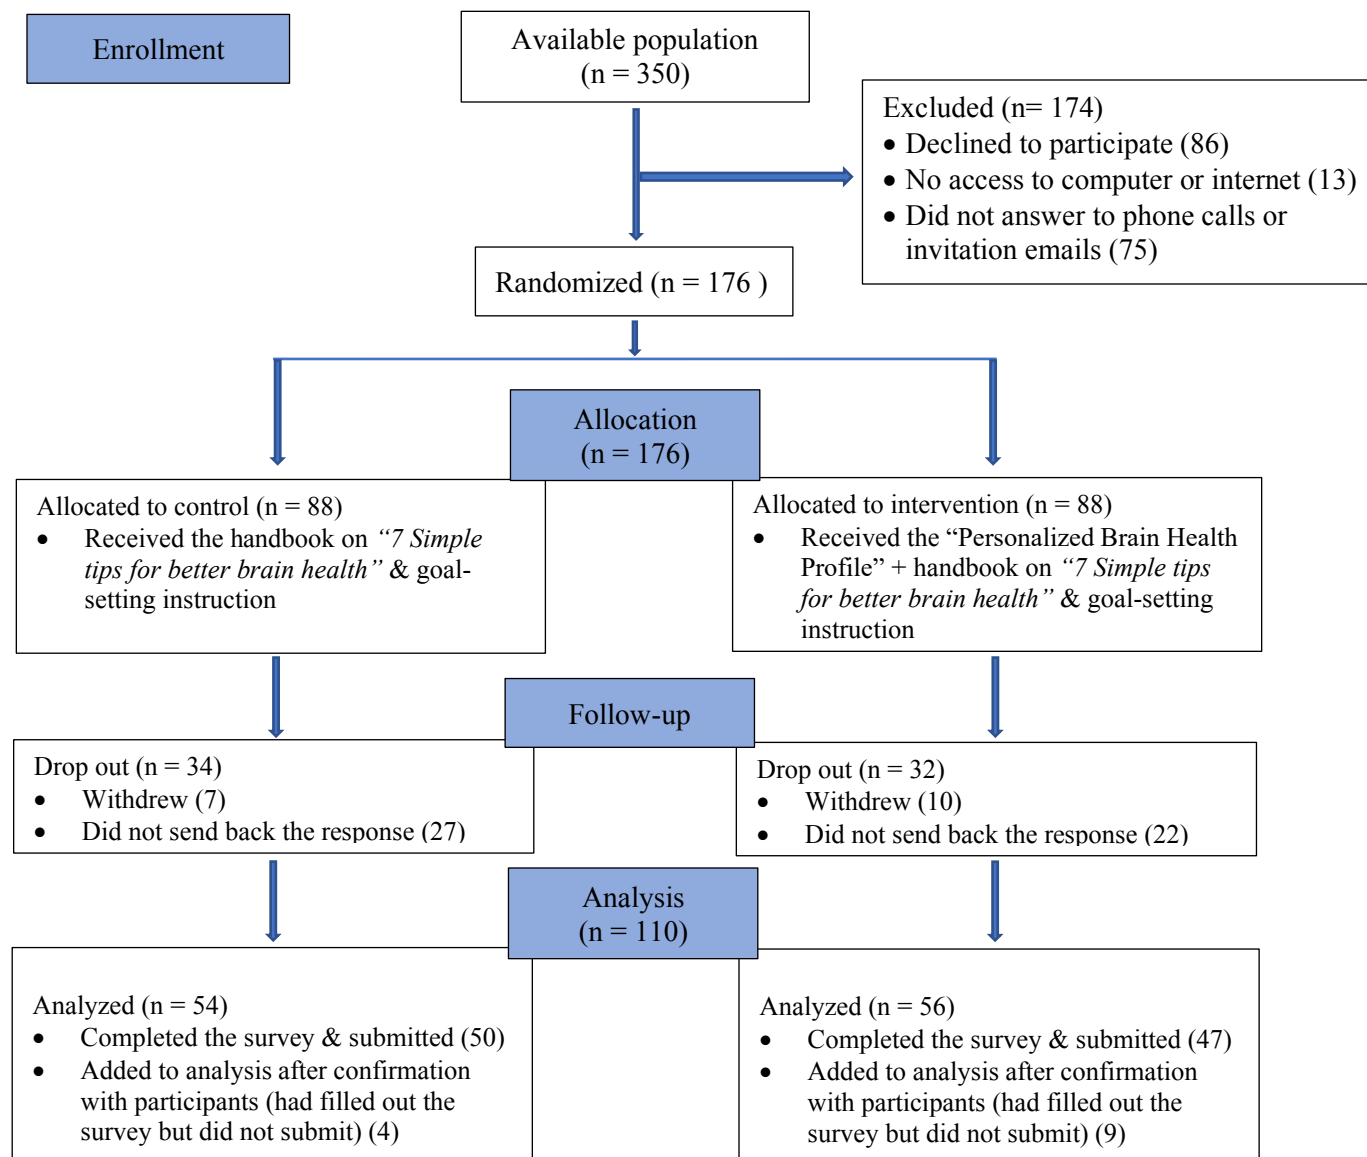 Enrollment
Available population
(n = 350)
Excluded (n= 174)
• Declined to participate (86)
• No access to computer or internet (13)
• Did not answer to phone calls or
invitation emails (75)
Randomized (n = 176 )
Allocation
(n = 176)
Allocated to control (n = 88)
• Received the handbook on “7 Simple
tips for better brain health” & goal-
setting instruction
Allocated to intervention (n = 88)
• Received the “Personalized Brain Health
Profile” + handbook on “7 Simple tips
for better brain health” & goal-setting
instruction
Follow-up
Drop out (n = 34)
• Withdrew (7)
• Did not send back the response (27)
Drop out (n = 32)
• Withdrew (10)
• Did not send back the response (22)
Analysis
(n = 110)
Analyzed (n = 54)
• Completed the survey & submitted (50)
• Added to analysis after confirmation
with participants (had filled out the
survey but did not submit) (4)
Analyzed (n = 56)
• Completed the survey & submitted (47)
• Added to analysis after confirmation
with participants (had filled out the
survey but did not submit) (9)